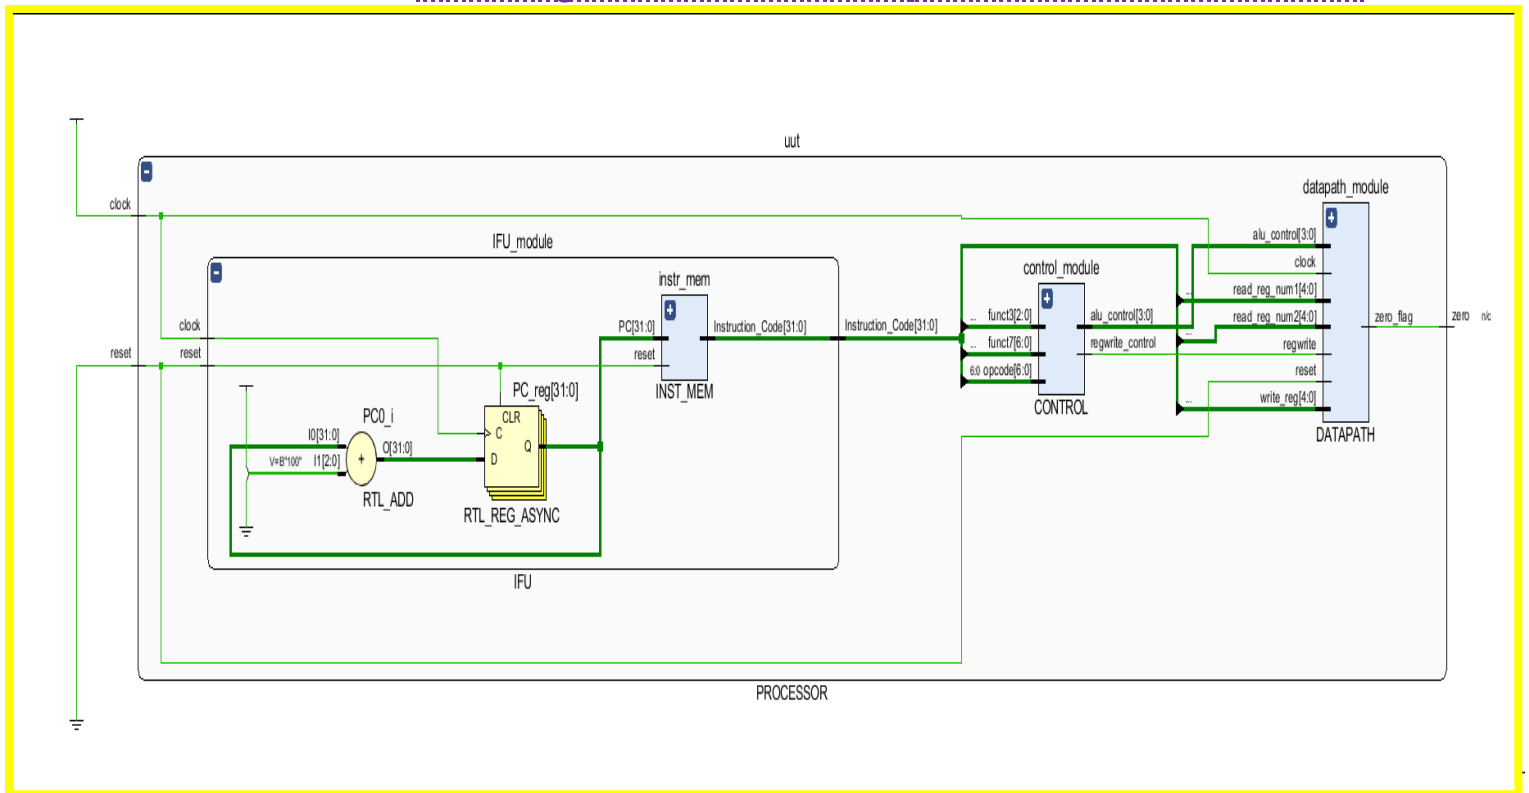 uut
datapath_module
clock
alu_control[3:0]
IFU_module
clock
control_module
instr_mem
read_reg_num1[4:0]
... funct3[2:0]
alu_control[3:0]
...
read_reg_num2[4:0]
zero_flag
zero
n/c
clock
PC[31:0]
Instruction_Code[31:0]
Instruction_Code[31:0]
... funct7[6:0]
regwrite_control
...
regwrite
reset
reset
reset
6:0 opcode[6:0]
reset
INST_MEM
PC_reg[31:0]
CONTROL
...
write_reg[4:0]
DATAPATH
PC0_i
CLR
C
I0[31:0]
O[31:0]
Q
V=B"100"
I1[2:0]
+
D
RTL_ADD
RTL_REG_ASYNC
IFU
PROCESSOR